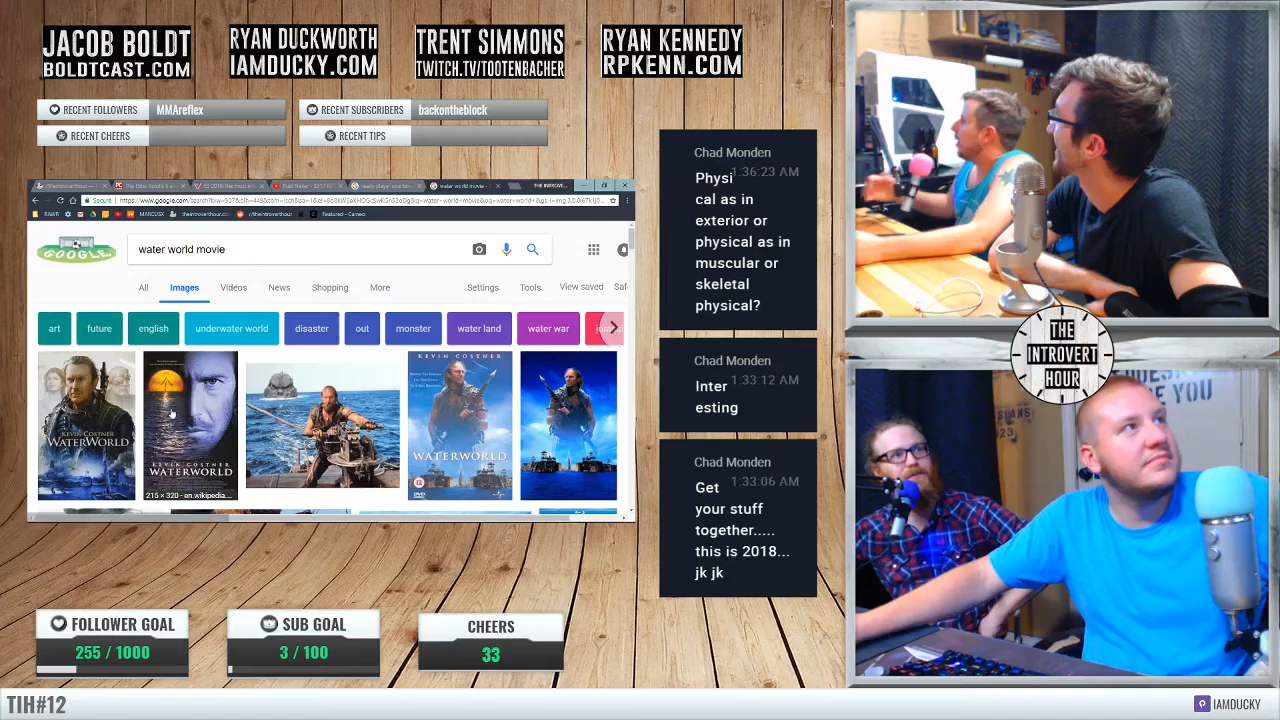 JACOB BOLDT
BOLDTCAST.COM
RYAN DUCKWORTH
IAMDUCKY.COM
TRENT SIMMONS
TWITCH.TV/TOOTENBACHER
RYAN KENNEDY
RPKENN.COM
RECENT FOLLOWERS
MMAreflex
RECENT SUBSCRIBERS
backontheblock
RECENT CHEERS
RECENT TIPS
GOOGLE
water world movie
All
Images
Videos
News
Shopping
More
Settings
Tools
View saved
art
future
english
underwater world
disaster
out
monster
water land
water war
KEVIN COSTNER
WATERWORLD
KEVIN COSTNER
WATERWORLD
215 × 320 - en.wikipedia....
KEVIN COSTNER
WATERWORLD
DVD
Chad Monden
1:36:23 AM
Physi
cal as in
exterior or
physical as in
muscular or
skeletal
physical?
Chad Monden
1:33:12 AM
Inter
esting
Chad Monden
1:33:06 AM
Get
your stuff
together.....
this is 2018...
jk jk
THE
INTROVERT
HOUR
FOLLOWER GOAL
255 / 1000
SUB GOAL
3 / 100
CHEERS
33
TIH#12
IAMDUCKY